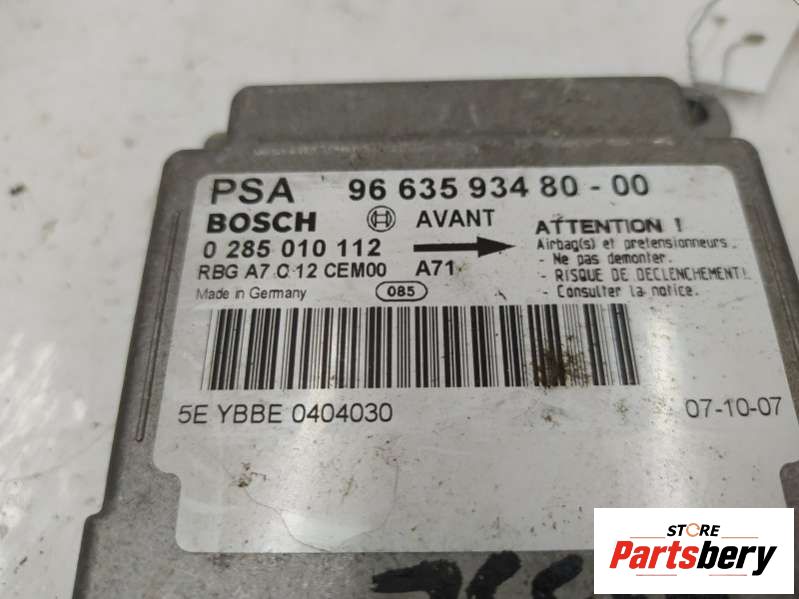 PSA 96 635 934 80 - 00
BOSCH AVANT
0 285 010 112
RBG A7.0 12 CEM00 A71
Made in Germany 085
ATTENTION !
Airbag(s) et pretensionneurs.
- Ne pas demonter.
- RISQUE DE DECLENCHEMENT!
- Consulter la notice.
5E YBBE 0404030 07-10-07
STORE
Partsbery